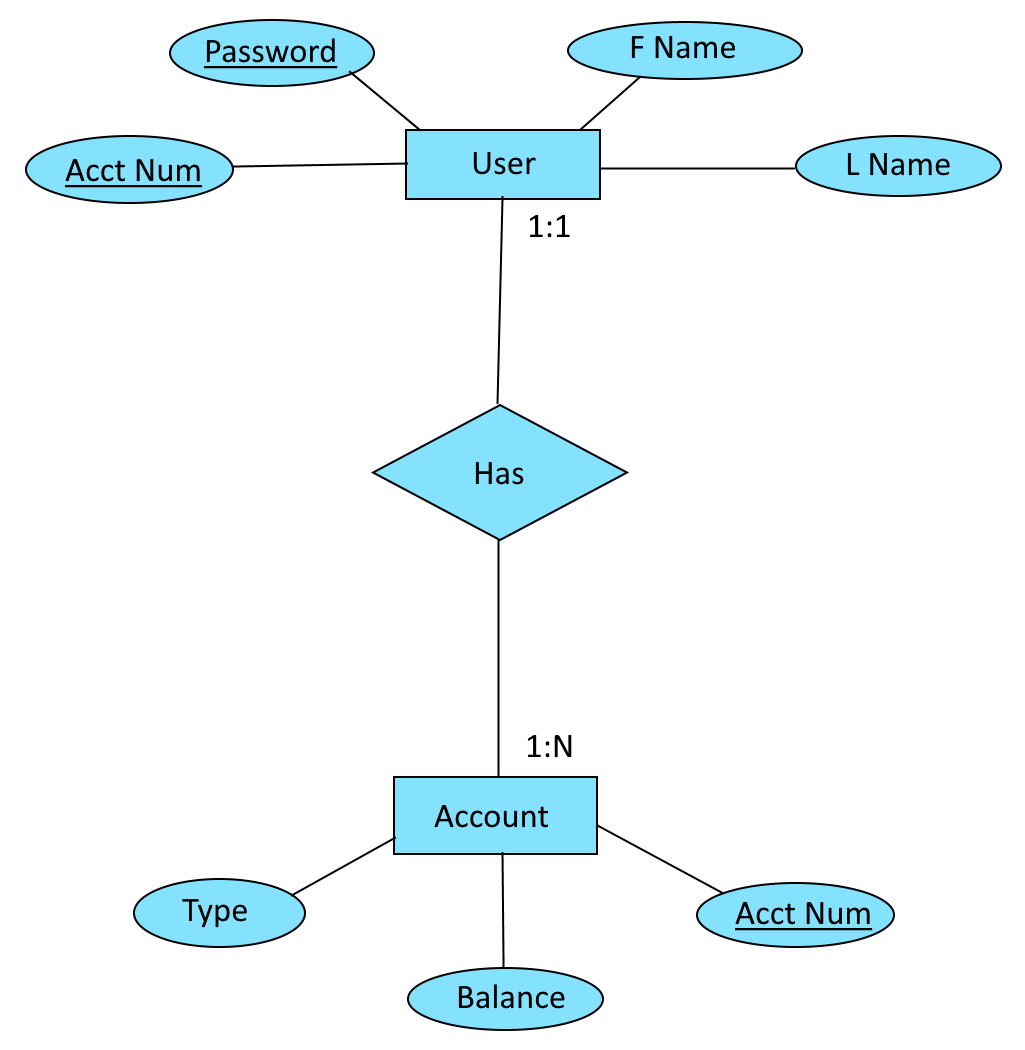 Password
F Name
Acct Num
User
L Name
1:1
Has
1:N
Account
Type
Acct Num
Balance